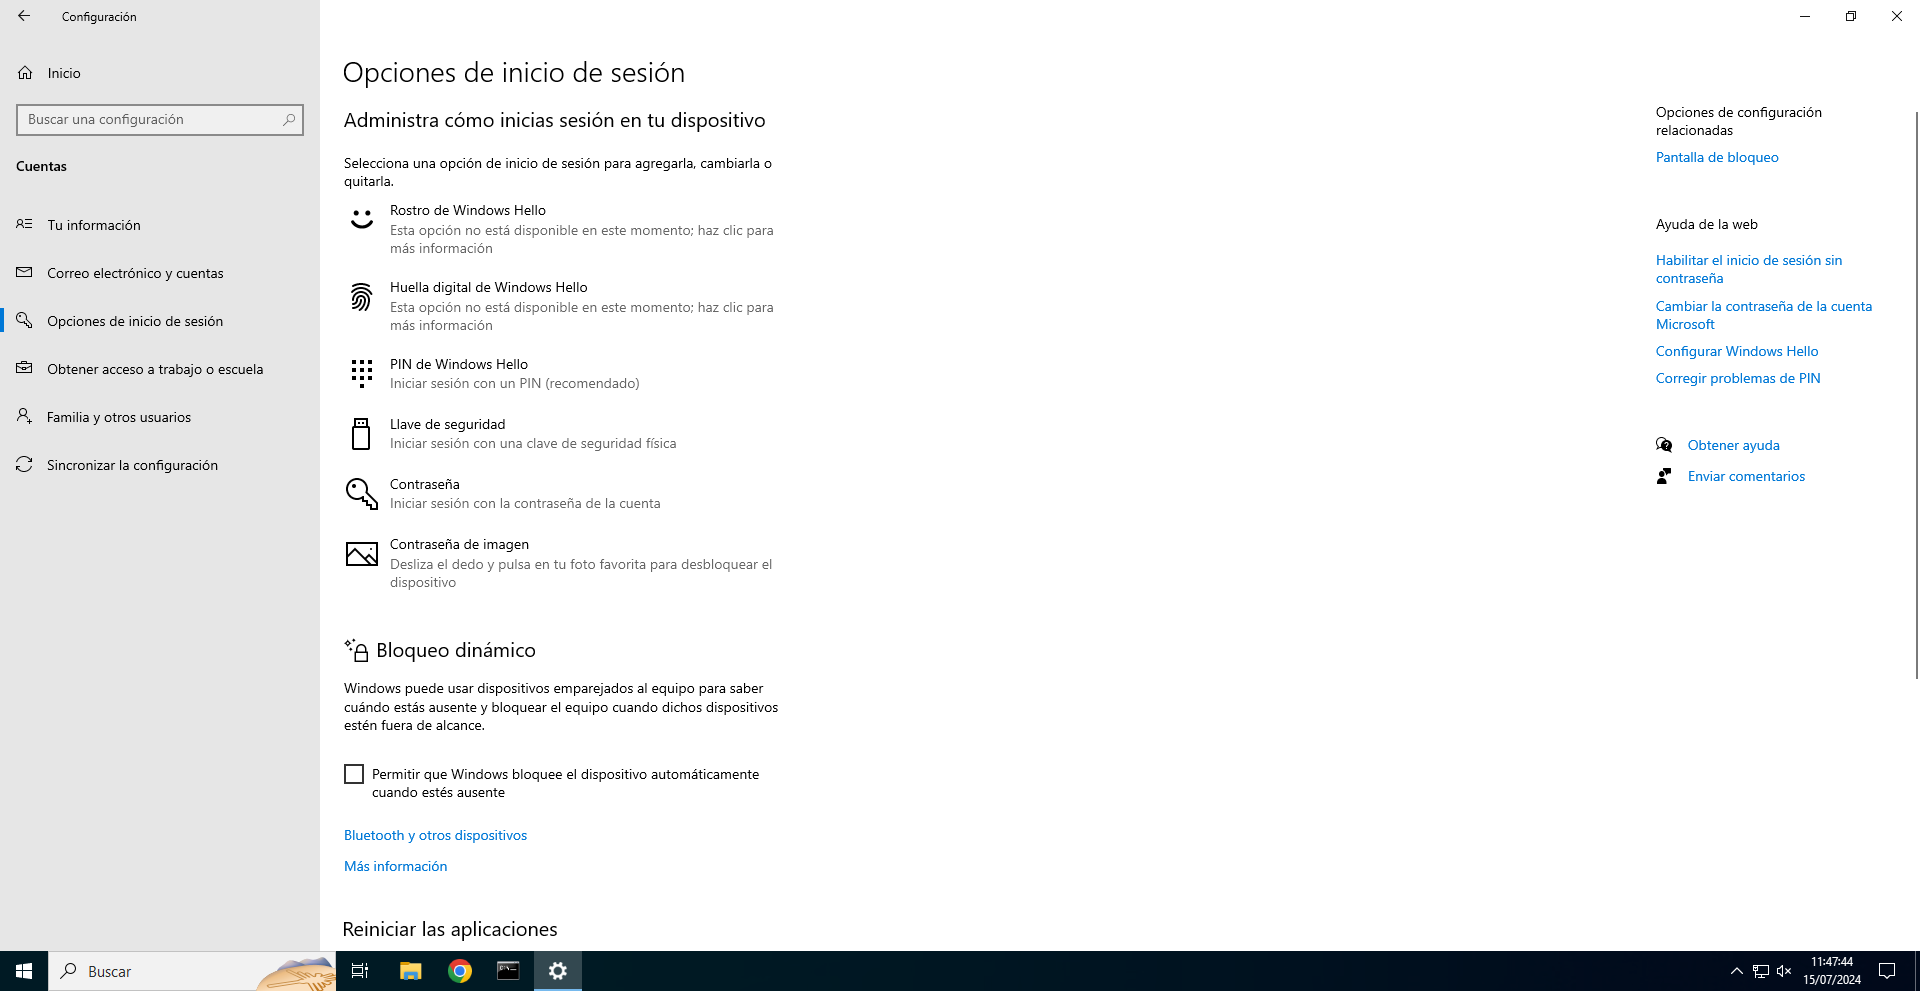 Configuración
Inicio
Buscar una configuración
Cuentas
Tu información
Correo electrónico y cuentas
Opciones de inicio de sesión
Obtener acceso a trabajo o escuela
Familia y otros usuarios
Sincronizar la configuración
Opciones de inicio de sesión
Administra cómo inicias sesión en tu dispositivo
Selecciona una opción de inicio de sesión para agregarla, cambiarla o
quitarla.
Rostro de Windows Hello
Esta opción no está disponible en este momento; haz clic para
más información
Huella digital de Windows Hello
Esta opción no está disponible en este momento; haz clic para
más información
PIN de Windows Hello
Iniciar sesión con un PIN (recomendado)
Llave de seguridad
Iniciar sesión con una clave de seguridad física
Contraseña
Iniciar sesión con la contraseña de la cuenta
Contraseña de imagen
Desliza el dedo y pulsa en tu foto favorita para desbloquear el
dispositivo
Bloqueo dinámico
Windows puede usar dispositivos emparejados al equipo para saber
cuándo estás ausente y bloquear el equipo cuando dichos dispositivos
estén fuera de alcance.
Permitir que Windows bloquee el dispositivo automáticamente
cuando estés ausente
Bluetooth y otros dispositivos
Más información
Reiniciar las aplicaciones
Opciones de configuración
relacionadas
Pantalla de bloqueo
Ayuda de la web
Habilitar el inicio de sesión sin
contraseña
Cambiar la contraseña de la cuenta
Microsoft
Configurar Windows Hello
Corregir problemas de PIN
Obtener ayuda
Enviar comentarios
Buscar
11:47:44
15/07/2024